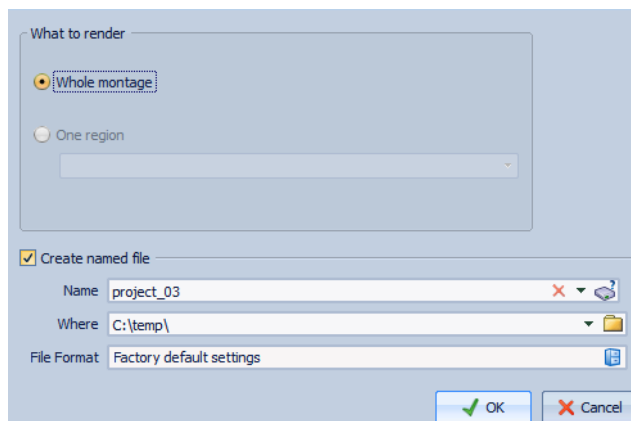 What to render
Whole montage
One region
Create named file
Name project_03
Where C:\temp\
File Format Factory default settings
OK Cancel